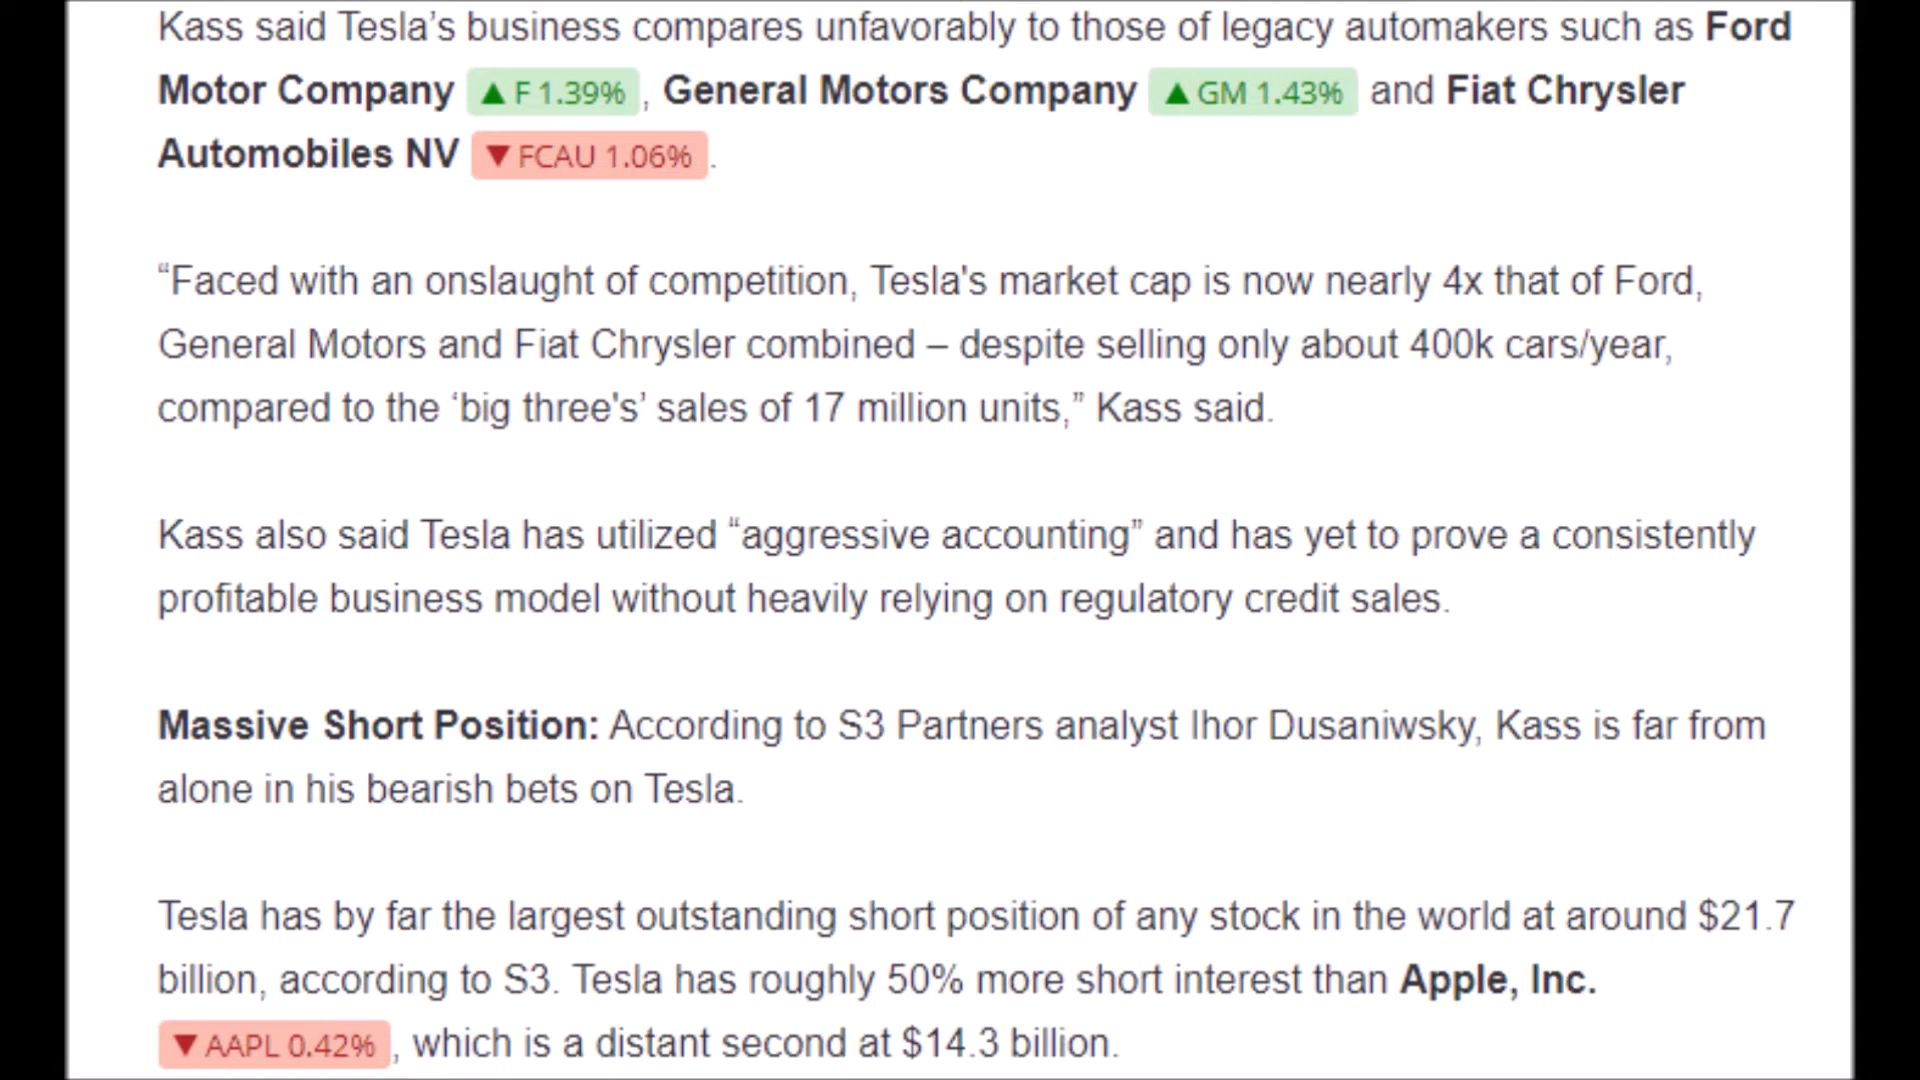 Kass said Tesla’s business compares unfavorably to those of legacy automakers such as Ford
Motor Company ▲ F 1.39% , General Motors Company ▲ GM 1.43% and Fiat Chrysler
Automobiles NV ▼ FCAU 1.06% .
“Faced with an onslaught of competition, Tesla's market cap is now nearly 4x that of Ford,
General Motors and Fiat Chrysler combined – despite selling only about 400k cars/year,
compared to the ‘big three's’ sales of 17 million units,” Kass said.
Kass also said Tesla has utilized “aggressive accounting” and has yet to prove a consistently
profitable business model without heavily relying on regulatory credit sales.
Massive Short Position: According to S3 Partners analyst Ihor Dusaniwsky, Kass is far from
alone in his bearish bets on Tesla.
Tesla has by far the largest outstanding short position of any stock in the world at around $21.7
billion, according to S3. Tesla has roughly 50% more short interest than Apple, Inc.
▼ AAPL 0.42% , which is a distant second at $14.3 billion.